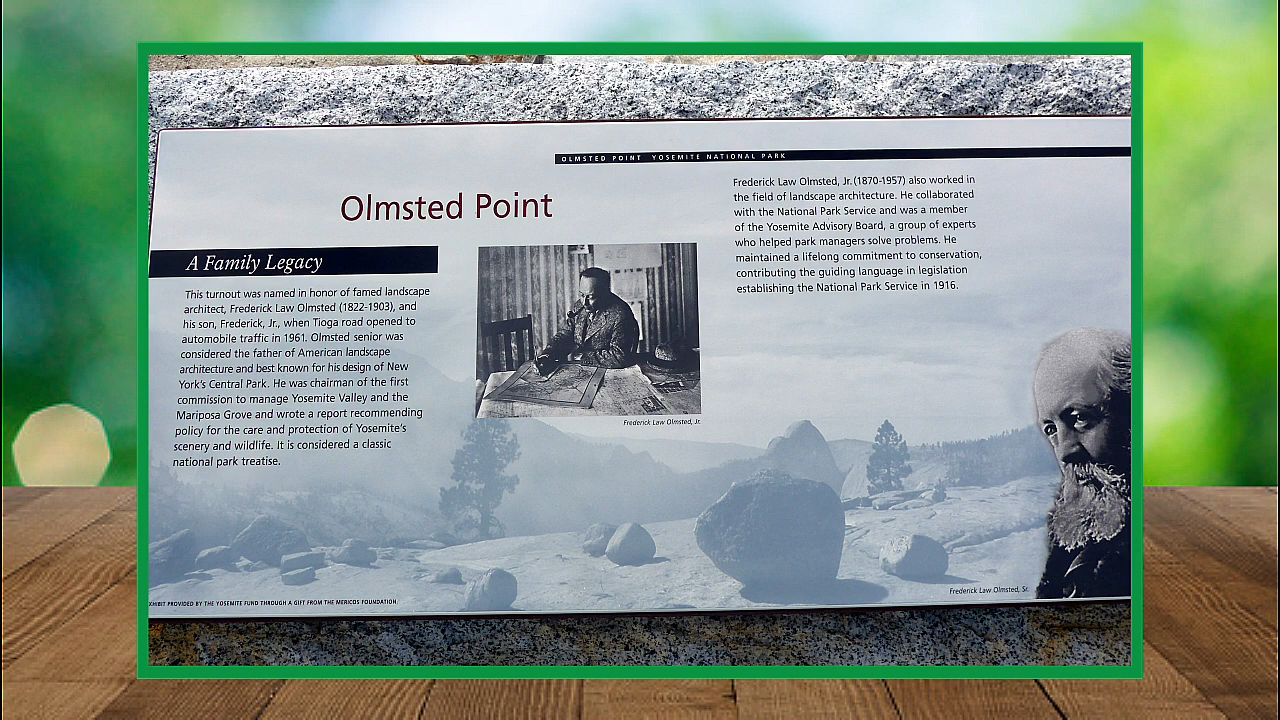 OLMSTED POINT YOSEMITE NATIONAL PARK
Olmsted Point
A Family Legacy
This turnout was named in honor of famed landscape
architect, Frederick Law Olmsted (1822-1903), and
his son, Frederick, Jr., when Tioga road opened to
automobile traffic in 1961. Olmsted senior was
considered the father of American landscape
architecture and best known for his design of New
York's Central Park. He was chairman of the first
commission to manage Yosemite Valley and the
Mariposa Grove and wrote a report recommending
policy for the care and protection of Yosemite's
scenery and wildlife. It is considered a classic
national park treatise.
Frederick Law Olmsted, Jr.
Frederick Law Olmsted, Jr.(1870-1957) also worked in
the field of landscape architecture. He collaborated
with the National Park Service and was a member
of the Yosemite Advisory Board, a group of experts
who helped park managers solve problems. He
maintained a lifelong commitment to conservation,
contributing the guiding language in legislation
establishing the National Park Service in 1916.
Frederick Law Olmsted, Sr.
XHIBIT PROVIDED BY THE YOSEMITE FUND THROUGH A GIFT FROM THE MERICOS FOUNDATION